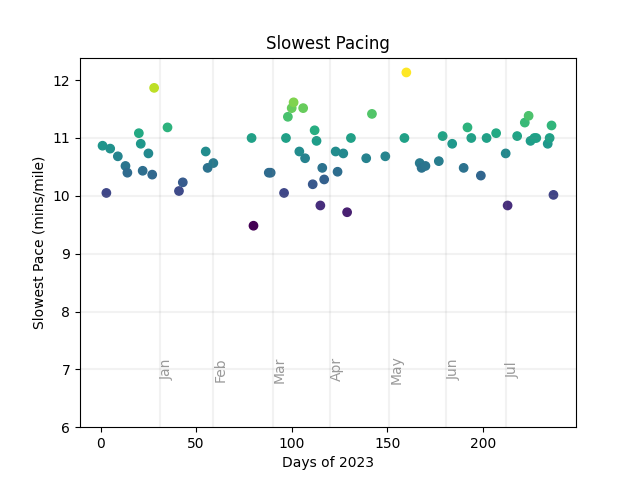 Slowest Pacing
12
11
10
9
8
7
6
Slowest Pace (mins/mile)
Jan
Feb
Mar
Apr
May
Jun
Jul
0
50
100
150
200
Days of 2023